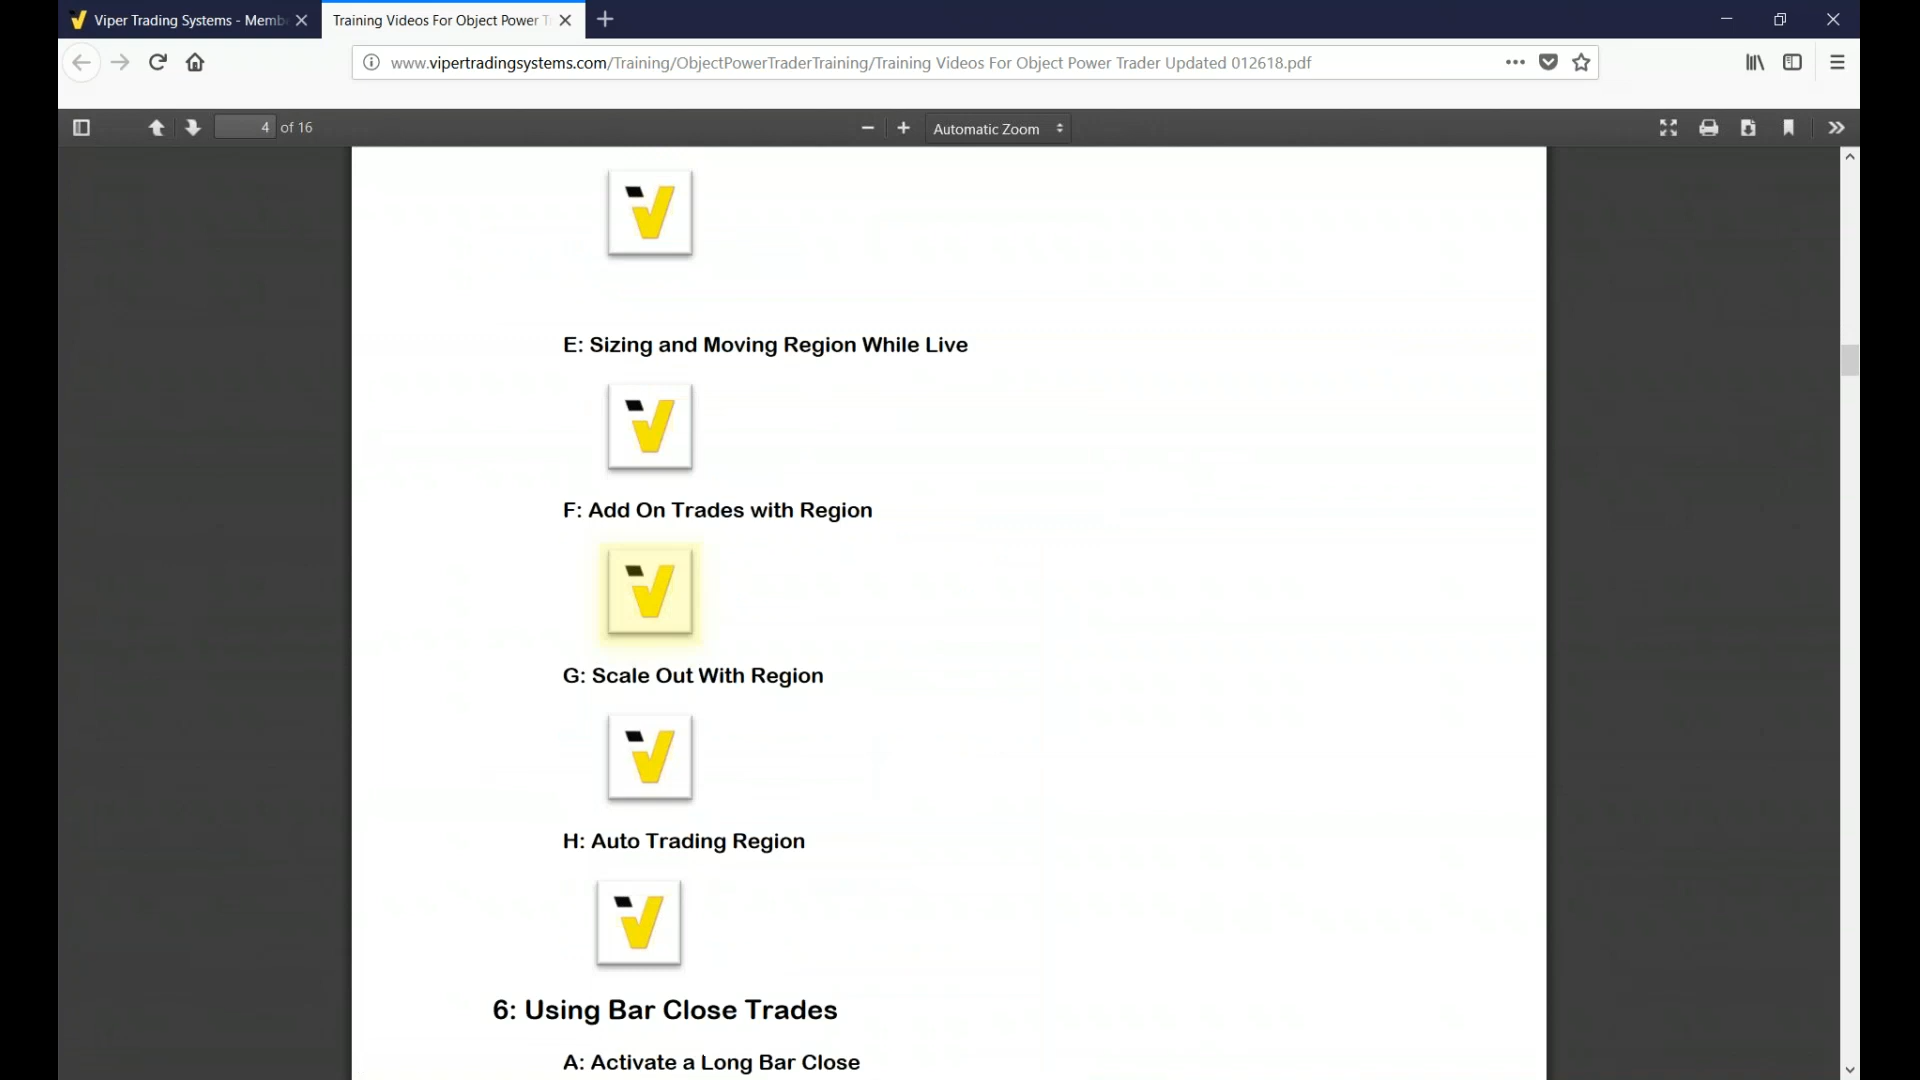 Viper Trading Systems - Memb
Training Videos For Object Power T
www.vipertradingsystems.com/Training/ObjectPowerTraderTraining/Training Videos For Object Power Trader Updated 012618.pdf
4 of 16
Automatic Zoom
E: Sizing and Moving Region While Live
F: Add On Trades with Region
G: Scale Out With Region
H: Auto Trading Region
6: Using Bar Close Trades
A: Activate a Long Bar Close